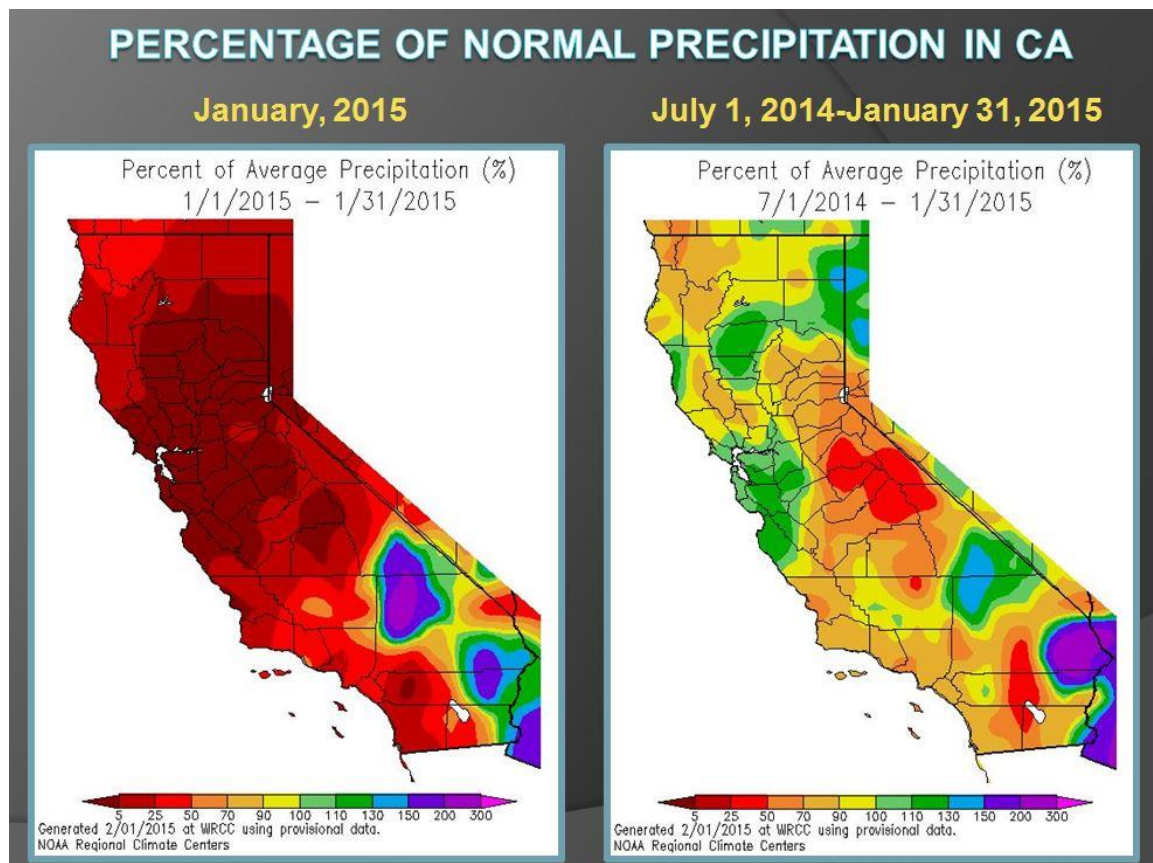 PERCENTAGE OF NORMAL PRECIPITATION IN CA
January, 2015
Percent of Average Precipitation (%)
1/1/2015 – 1/31/2015
5 25 50 70 90 100 110 130 150 200 300
Generated 2/01/2015 at WRCC using provisional data.
NOAA Regional Climate Centers
July 1, 2014-January 31, 2015
Percent of Average Precipitation (%)
7/1/2014 – 1/31/2015
5 25 50 70 90 100 110 130 150 200 300
Generated 2/01/2015 at WRCC using provisional data.
NOAA Regional Climate Centers